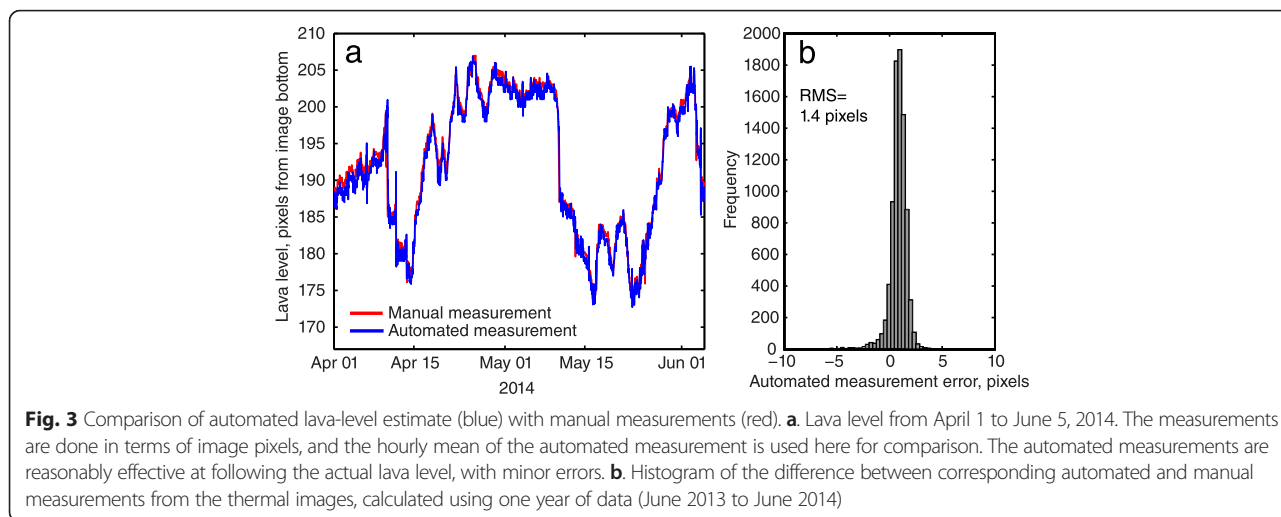 a
210
205
200
195
190
185
180
175
170
Lava level, pixels from image bottom
Manual measurement
Automated measurement
Apr 01 Apr 15 May 01 May 15 Jun 01
2014
b
2000
1800
1600
1400
1200
1000
800
600
400
200
0
Frequency
RMS=
1.4 pixels
−10 −5 0 5 10
Automated measurement error, pixels
Fig. 3 Comparison of automated lava-level estimate (blue) with manual measurements (red). a. Lava level from April 1 to June 5, 2014. The measurements
are done in terms of image pixels, and the hourly mean of the automated measurement is used here for comparison. The automated measurements are
reasonably effective at following the actual lava level, with minor errors. b. Histogram of the difference between corresponding automated and manual
measurements from the thermal images, calculated using one year of data (June 2013 to June 2014)